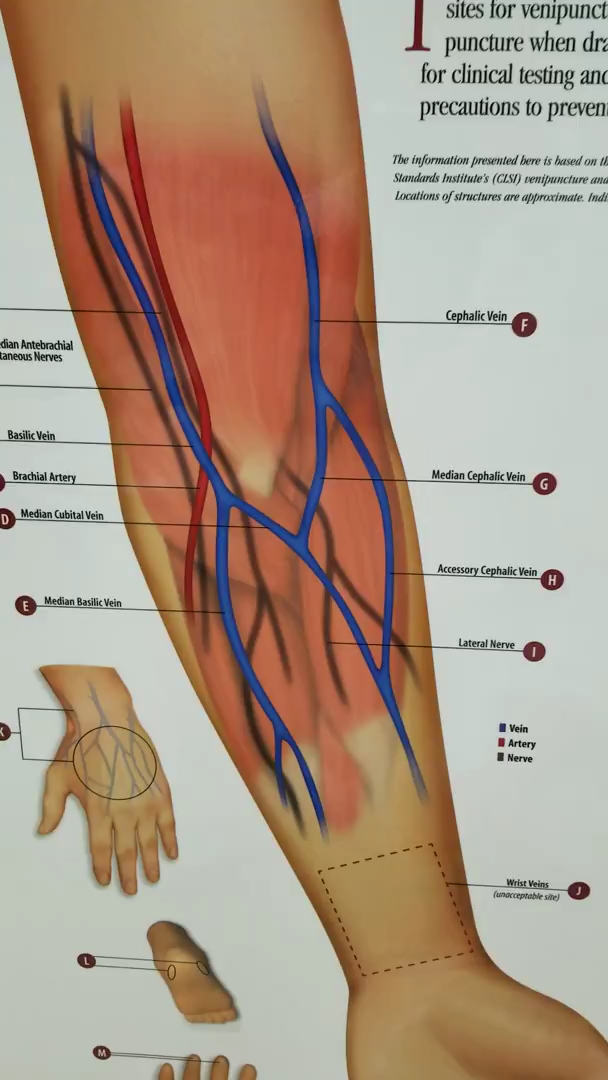 I
sites for venipunct
puncture when dra
for clinical testing and
precautions to preven
The information presented here is based on th
Standards Institute's (CLSI) venipuncture and
Locations of structures are approximate. Indi
Cephalic Vein F
dian Antebrachial
taneous Nerves
Basilic Vein
Brachial Artery
D Median Cubital Vein
Median Cephalic Vein G
Accessory Cephalic Vein H
E Median Basilic Vein
Lateral Nerve I
K
Vein
Artery
Nerve
Wrist Veins J
(unacceptable site)
L
M